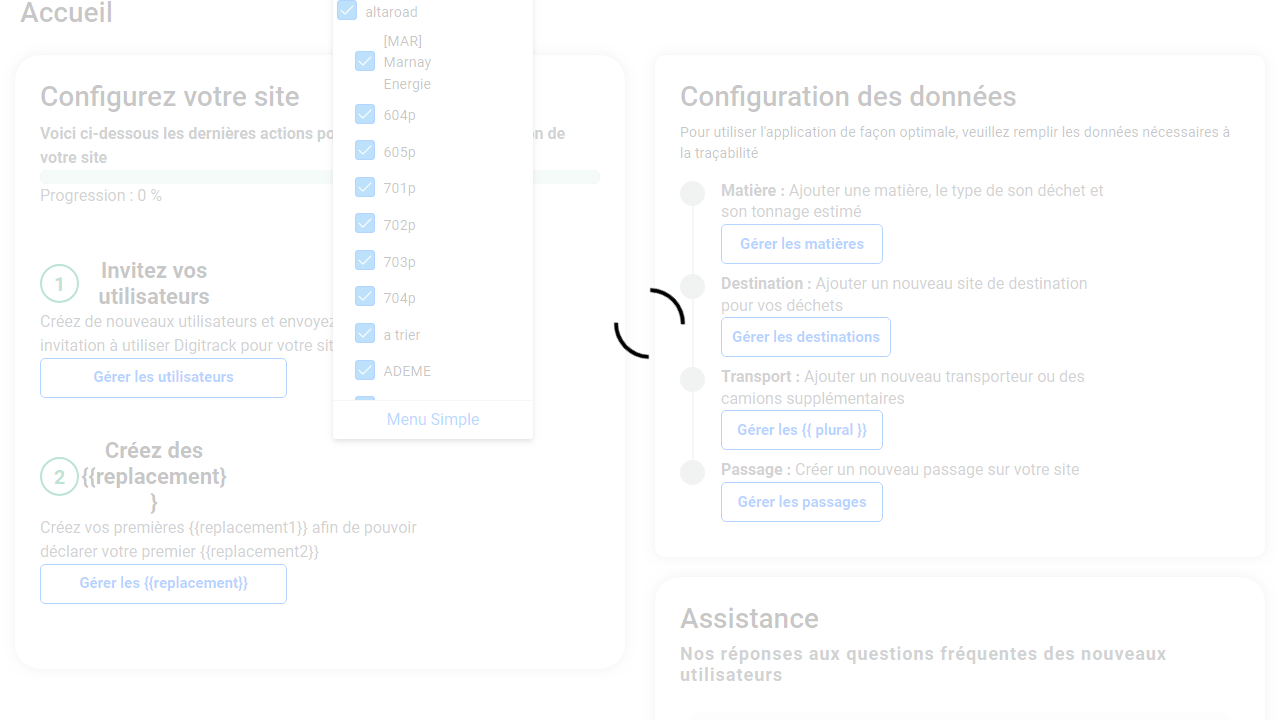 Accueil
altaroad
[MAR]
Marnay
Energie
604p
605p
701p
702p
703p
704p
a trier
ADEME
Menu Simple
Configurez votre site
Voici ci-dessous les dernières actions po
on de
votre site
Progression : 0 %
1
Invitez vos
utilisateurs
Créez de nouveaux utilisateurs et envoyez
invitation à utiliser Digitrack pour votre sit
Gérer les utilisateurs
2
Créez des
{{replacement}
}
Créez vos premières {{replacement1}} afin de pouvoir
déclarer votre premier {{replacement2}}
Gérer les {{replacement}}
Configuration des données
Pour utiliser l'application de façon optimale, veuillez remplir les données nécessaires à
la traçabilité
Matière : Ajouter une matière, le type de son déchet et
son tonnage estimé
Gérer les matières
Destination : Ajouter un nouveau site de destination
pour vos déchets
Gérer les destinations
Transport : Ajouter un nouveau transporteur ou des
camions supplémentaires
Gérer les {{ plural }}
Passage : Créer un nouveau passage sur votre site
Gérer les passages
Assistance
Nos réponses aux questions fréquentes des nouveaux
utilisateurs